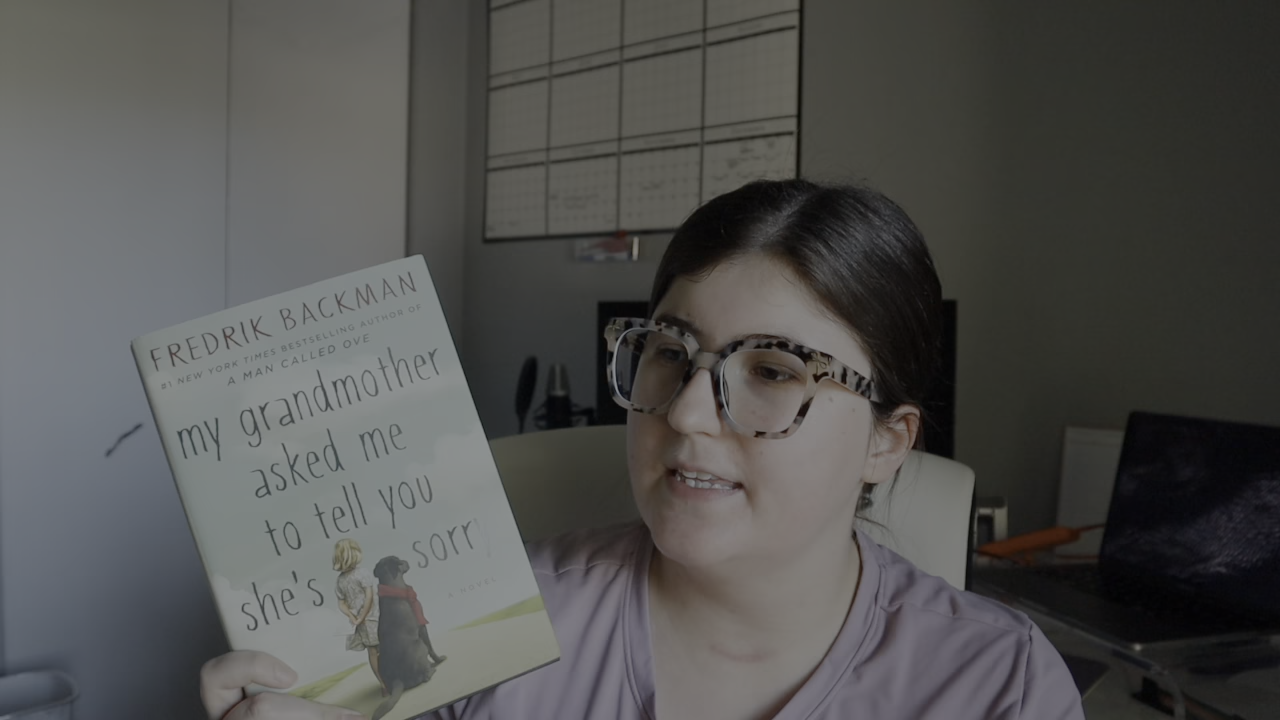 FREDRIK BACKMAN
#1 NEW YORK TIMES BESTSELLING AUTHOR OF
A MAN CALLED OVE
my grandmother
asked me
to tell you
she's sorr
A NOVEL